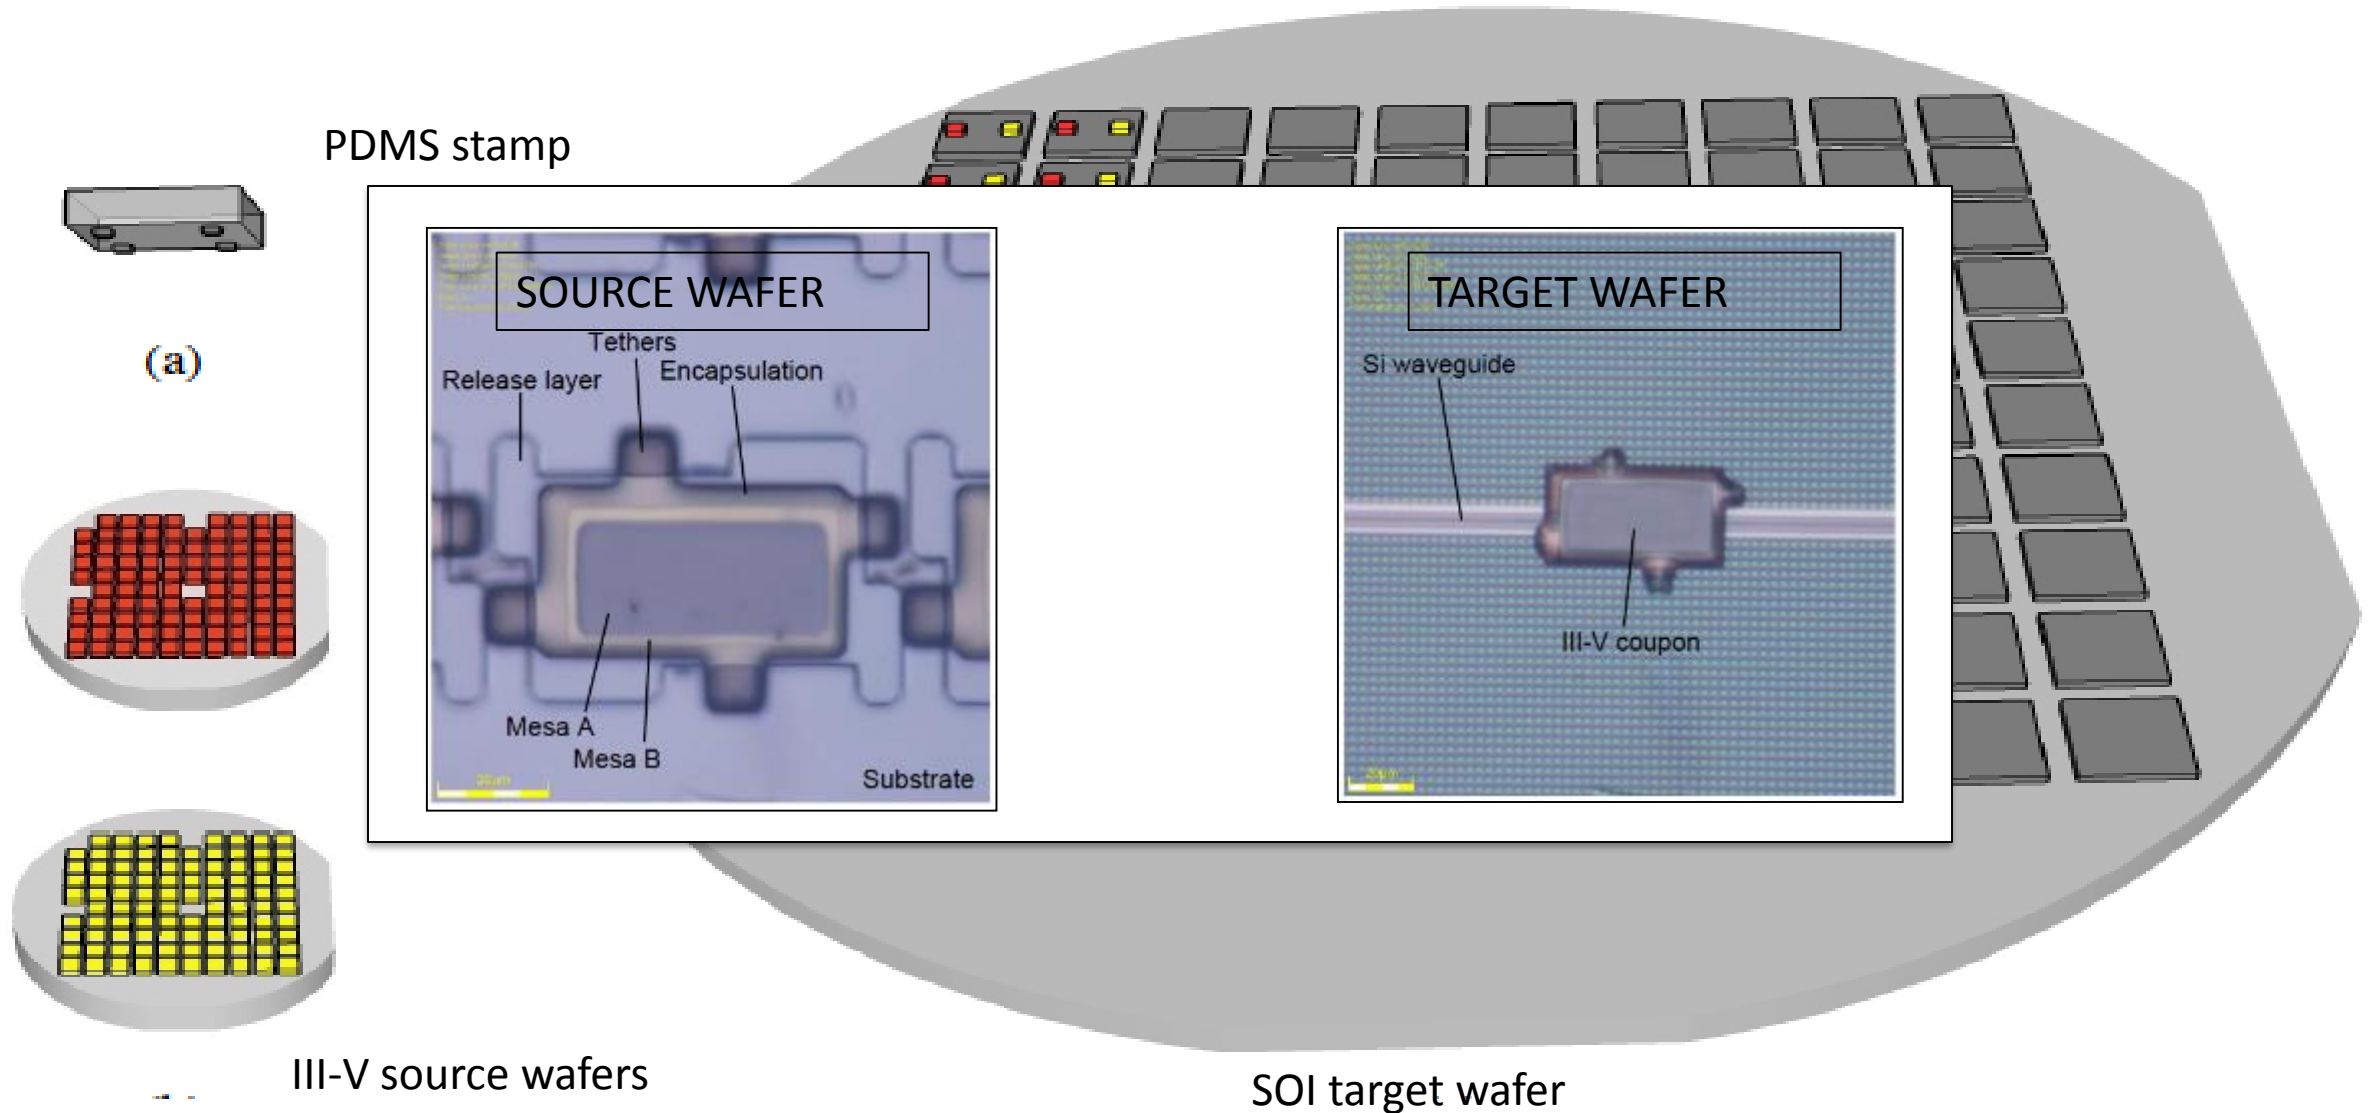 PDMS stamp
(a)
SOURCE WAFER
Tethers
Release layer
Encapsulation
Mesa A
Mesa B
Substrate
TARGET WAFER
Si waveguide
III-V coupon
20µm
III-V source wafers
SOI target wafer